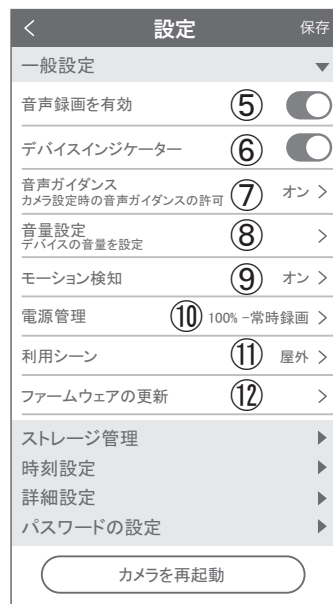 設定 保存
一般設定
音声録画を有効 ⑤
デバイスインジケーター ⑥
音声ガイダンス
カメラ設定時の音声ガイダンスの許可 ⑦ オン >
音量設定
デバイスの音量を設定 ⑧ >
モーション検知 ⑨ オン >
電源管理 ⑩ 100% -常時録画 >
利用シーン ⑪ 屋外 >
ファームウェアの更新 ⑫ >
ストレージ管理
時刻設定
詳細設定
パスワードの設定
カメラを再起動